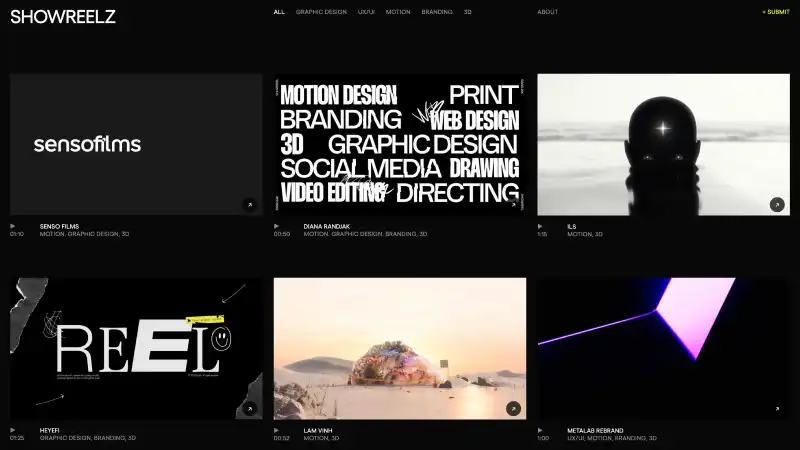 SHOWREELZ
ALL GRAPHIC DESIGN UX/UI MOTION BRANDING 3D ABOUT + SUBMIT
sensofilms
MOTION DESIGN PRINT
BRANDING Web WEB DESIGN
3D GRAPHIC DESIGN
SOCIAL MEDIA DRAWING
VIDEO EDITING DIRECTING
01:10 SENSO FILMS
MOTION, GRAPHIC DESIGN, 3D
00:50 DIANA RANDJAK
MOTION, GRAPHIC DESIGN, BRANDING, 3D
1:15 ILS
MOTION, 3D
REEL
01:25 HEYEFI
GRAPHIC DESIGN, BRANDING, 3D
00:52 LAM VINH
MOTION, 3D
1:00 METALAB REBRAND
UX/UI, MOTION, BRANDING, 3D